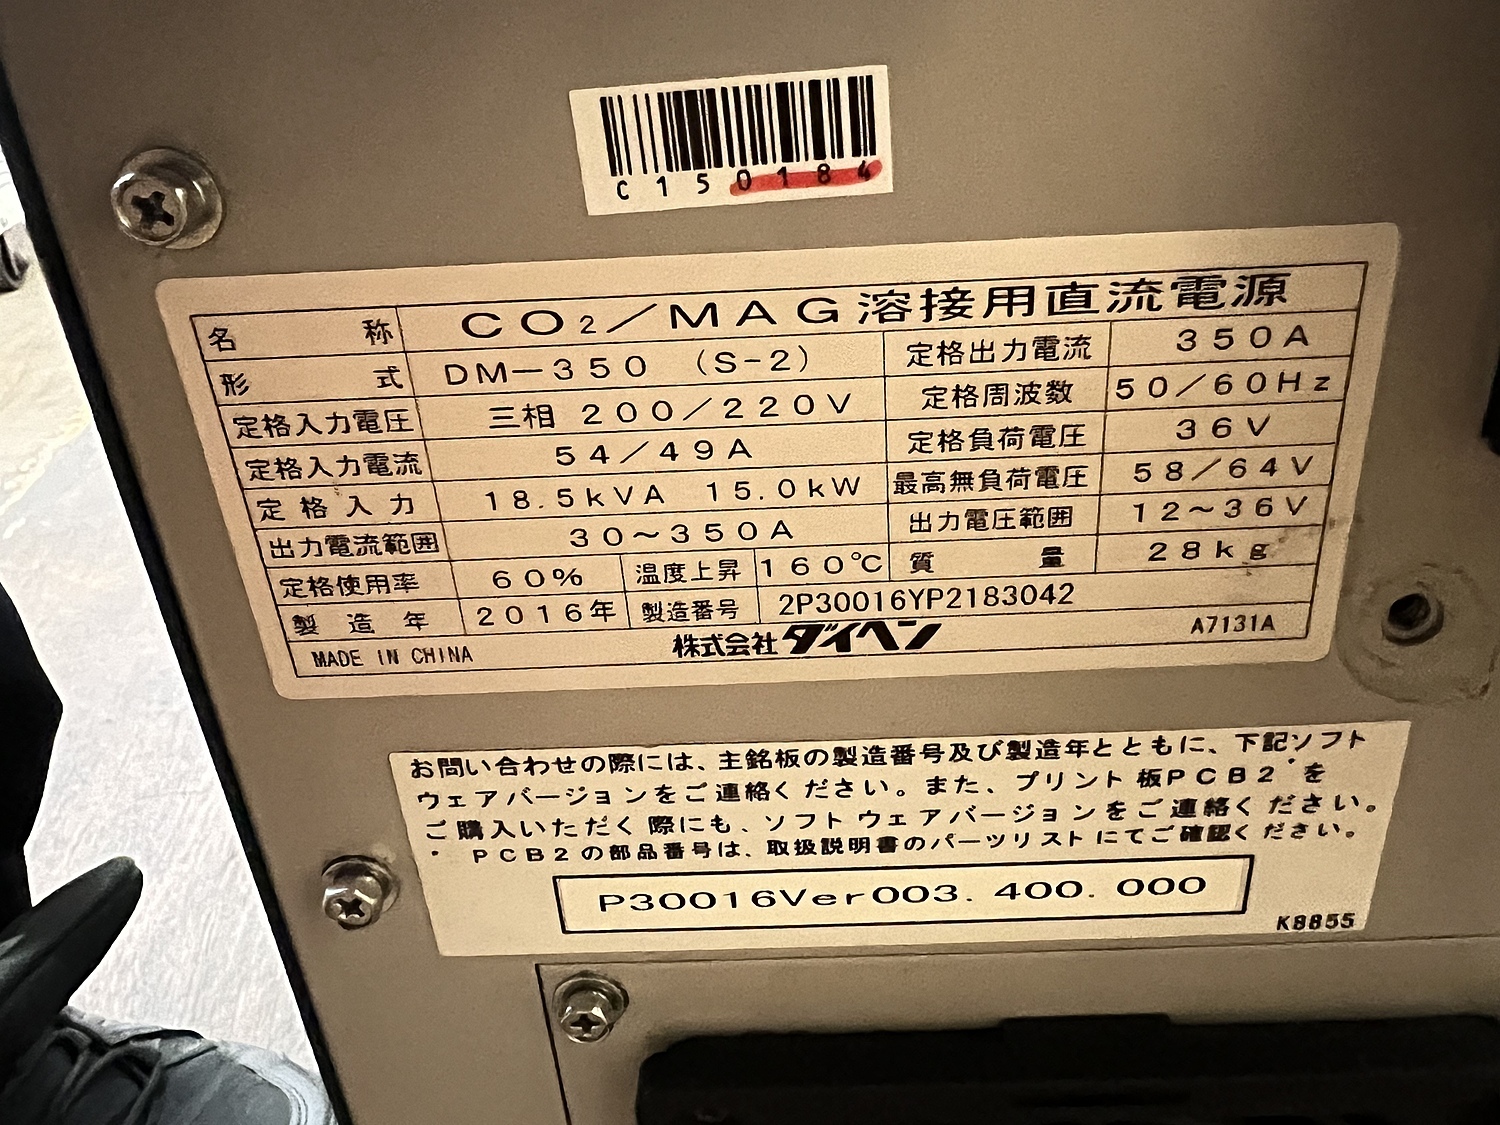 C150184
名称 CO₂／MAG溶接用直流電源
形式 DM－350 (S-2) 定格出力電流 350A
定格入力電圧 三相 200／220V 定格周波数 50／60Hz
定格入力電流 54／49A 定格負荷電圧 36V
定格入力 18.5kVA 15.0kW 最高無負荷電圧 58／64V
出力電流範囲 30～350A 出力電圧範囲 12～36V
定格使用率 60% 温度上昇 160℃ 質量 28kg
製造年 2016年 製造番号 2P30016YP2183042
MADE IN CHINA 株式会社ダイヘン A7131A
お問い合わせの際には、主銘板の製造番号及び製造年とともに、下記ソフト
ウェアバージョンをご連絡ください。また、プリント板PCB2*を
ご購入いただく際にも、ソフトウェアバージョンをご連絡ください。
* PCB2の部品番号は、取扱説明書のパーツリストにてご確認ください。
P30016Ver003.400.000
K8855